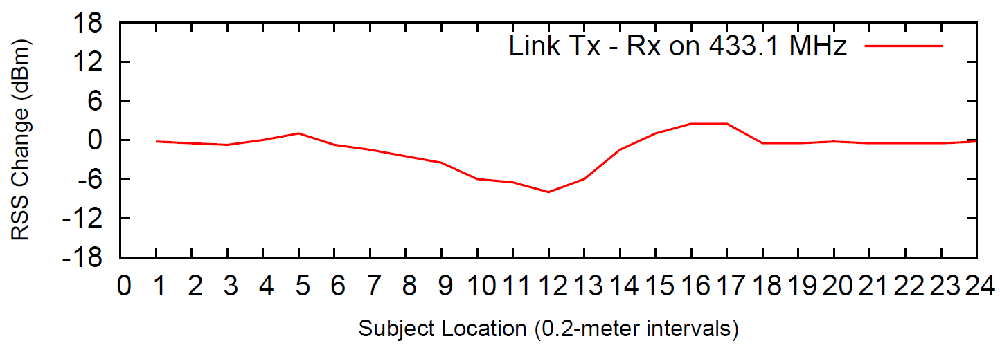 RSS Change (dBm)
18
12
6
0
-6
-12
-18
Link Tx - Rx on 433.1 MHz
0 1 2 3 4 5 6 7 8 9 10 11 12 13 14 15 16 17 18 19 20 21 22 23 24
Subject Location (0.2-meter intervals)